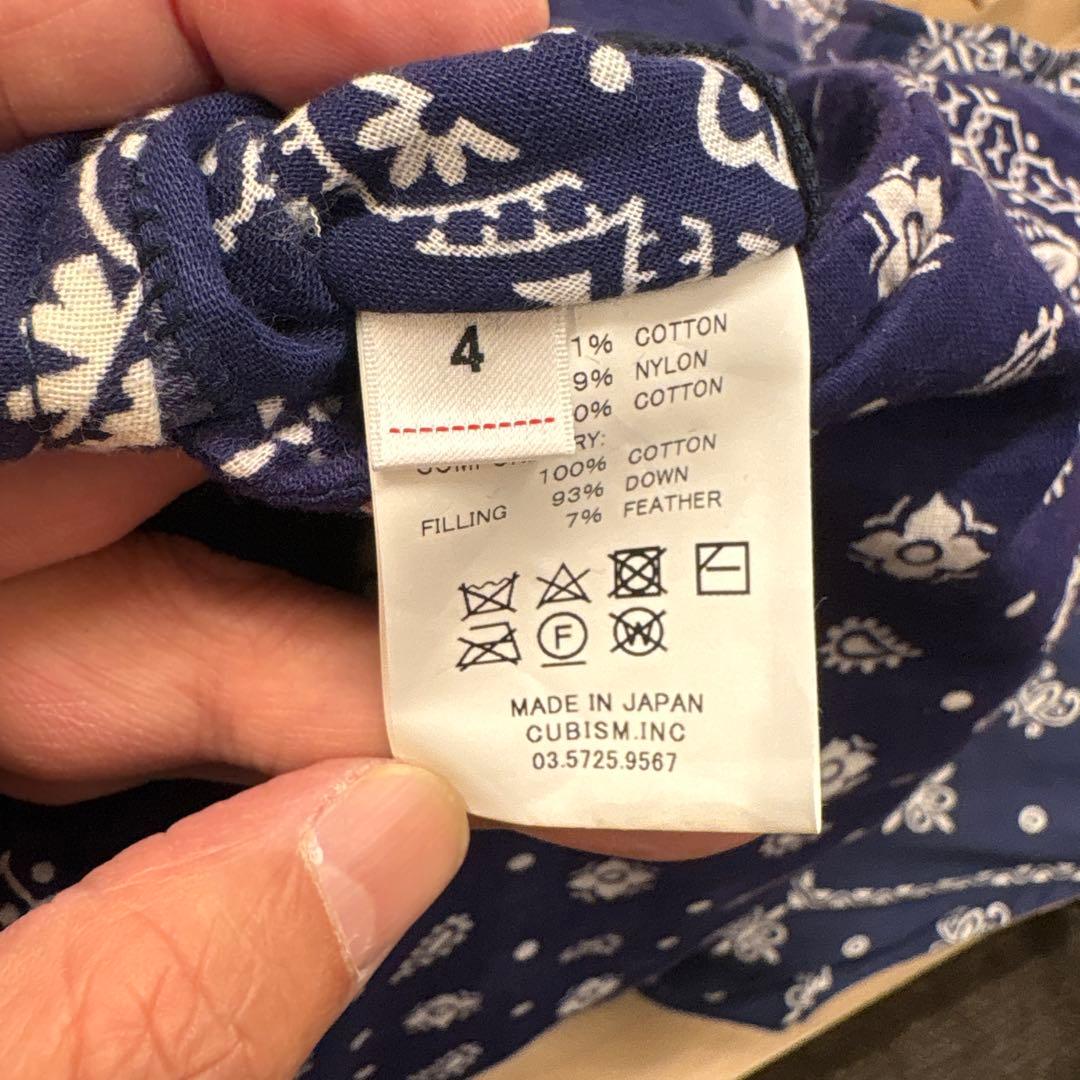 4
1% COTTON
9% NYLON
0% COTTON
RY:
100% COTTON
93% DOWN
FILLING 7% FEATHER
F
W
MADE IN JAPAN
CUBISM.INC
03.5725.9567